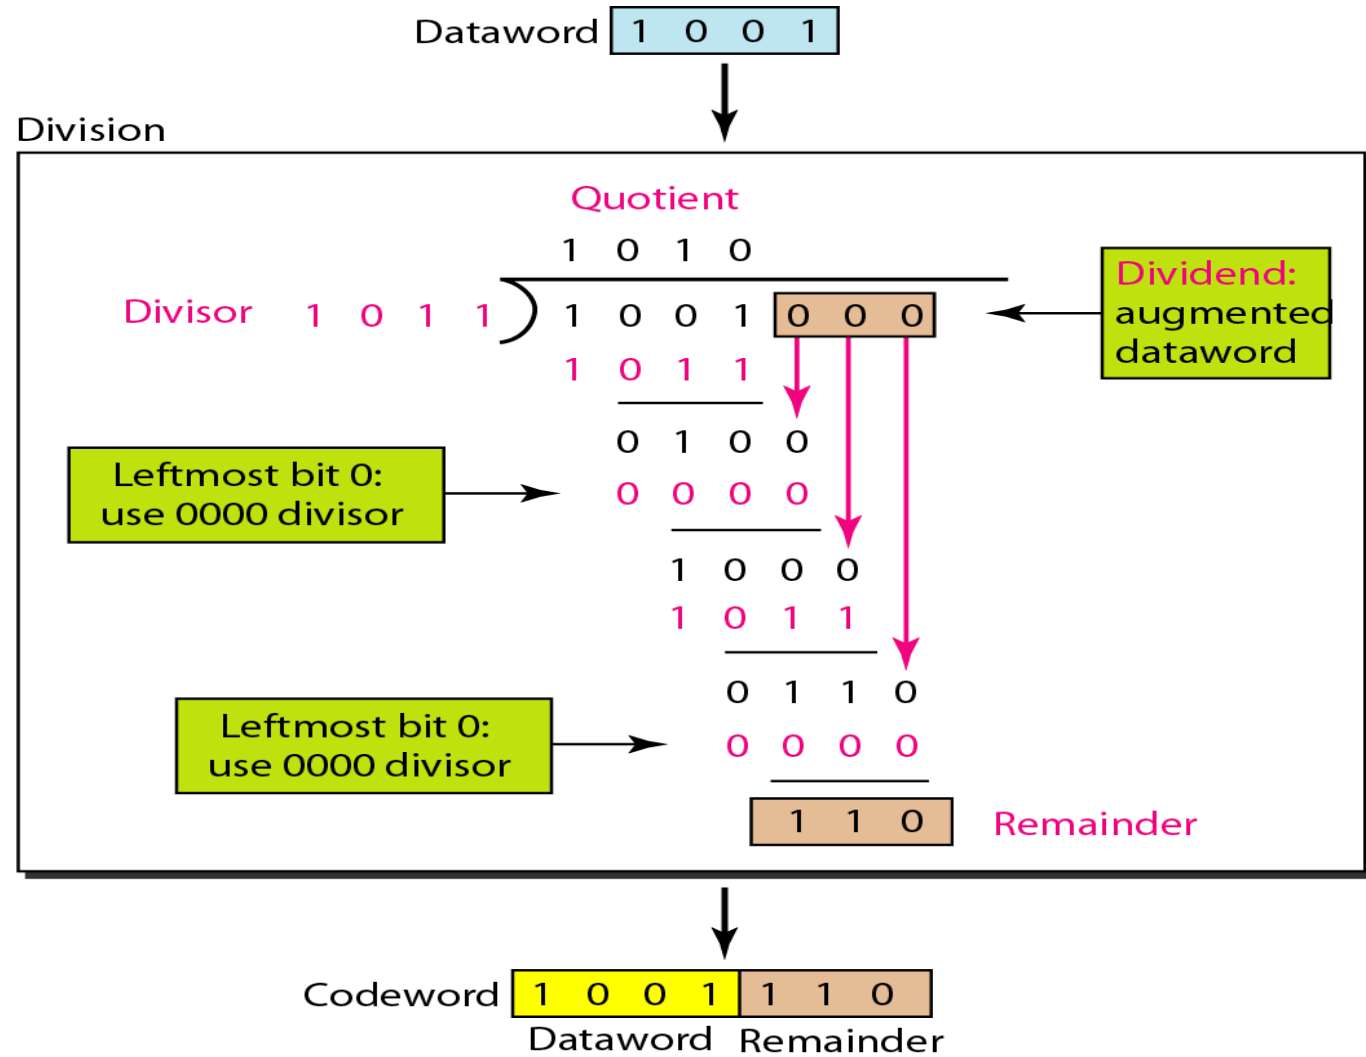 Dataword 1 0 0 1
Division
Quotient
1 0 1 0
Divisor 1 0 1 1 1 0 0 1 0 0 0
Dividend:
augmented
dataword
1 0 1 1
0 1 0 0
Leftmost bit 0:
use 0000 divisor
0 0 0 0
1 0 0 0
1 0 1 1
0 1 1 0
Leftmost bit 0:
use 0000 divisor
0 0 0 0
1 1 0 Remainder
Codeword 1 0 0 1 1 1 0
Dataword Remainder